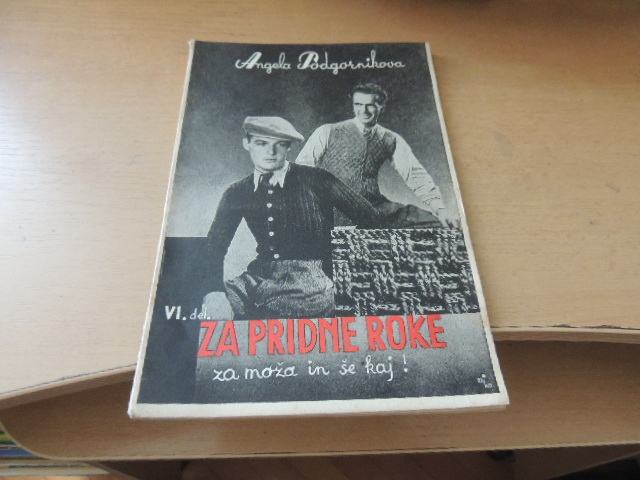 Angela Podgornikova
VI. del.
ZA PRIDNE ROKE
za moža in še kaj!